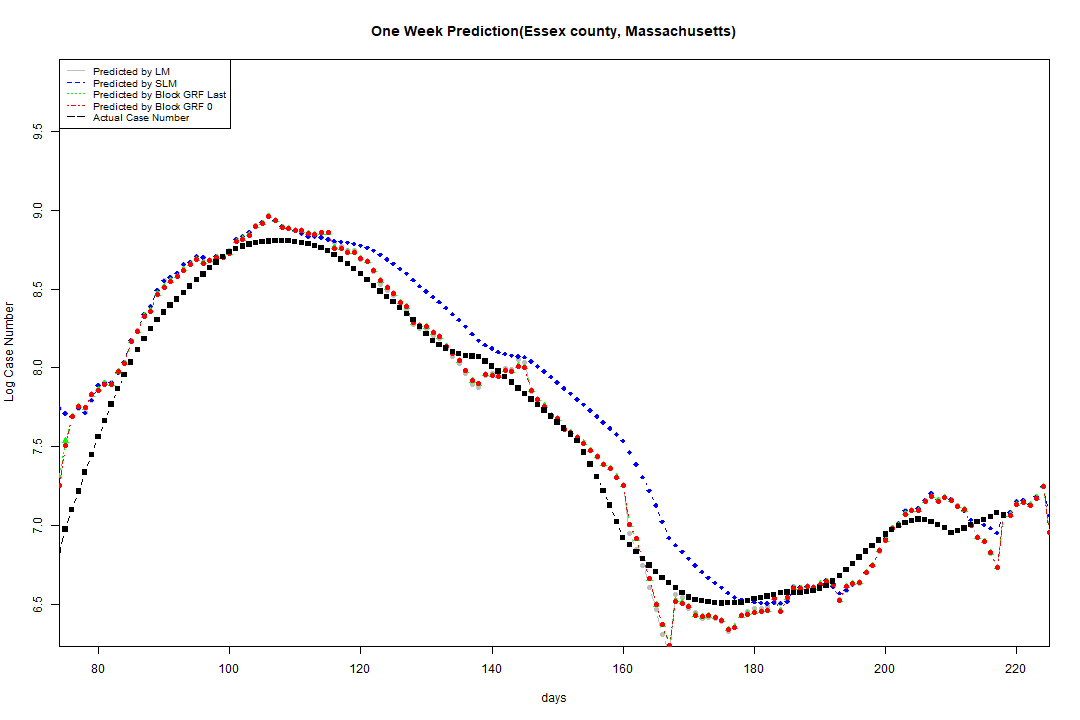 One Week Prediction(Essex county, Massachusetts)
Predicted by LM
Predicted by SLM
Predicted by Block GRF Last
Predicted by Block GRF 0
Actual Case Number
9.5
9.0
8.5
8.0
7.5
7.0
6.5
Log Case Number
80 100 120 140 160 180 200 220
days